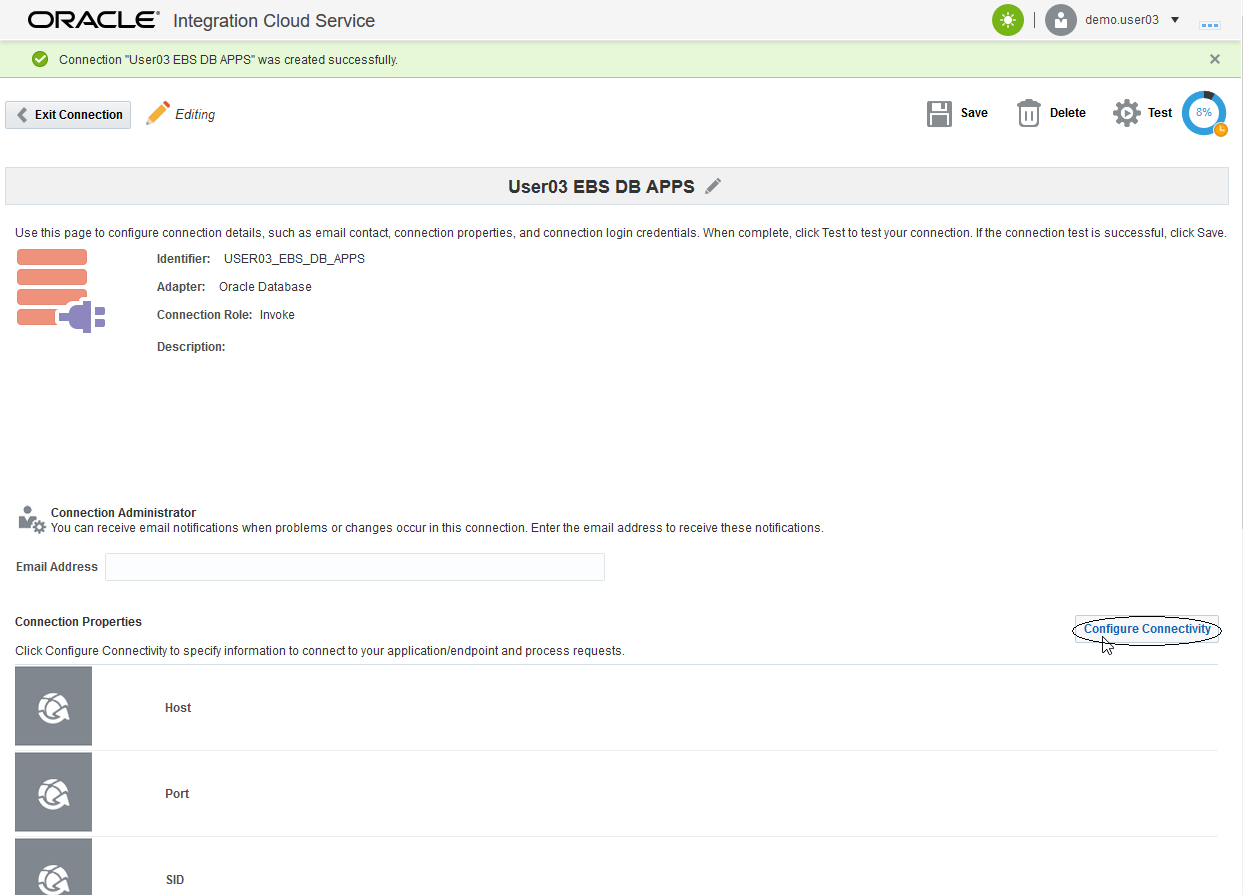 ORACLE® Integration Cloud Service demo.user03
Connection "User03 EBS DB APPS" was created successfully.
Exit Connection Editing Save Delete Test 8%
User03 EBS DB APPS
Use this page to configure connection details, such as email contact, connection properties, and connection login credentials. When complete, click Test to test your connection. If the connection test is successful, click Save.
Identifier: USER03_EBS_DB_APPS
Adapter: Oracle Database
Connection Role: Invoke
Description:
Connection Administrator
You can receive email notifications when problems or changes occur in this connection. Enter the email address to receive these notifications.
Email Address
Connection Properties
Configure Connectivity
Click Configure Connectivity to specify information to connect to your application/endpoint and process requests.
Host
Port
SID